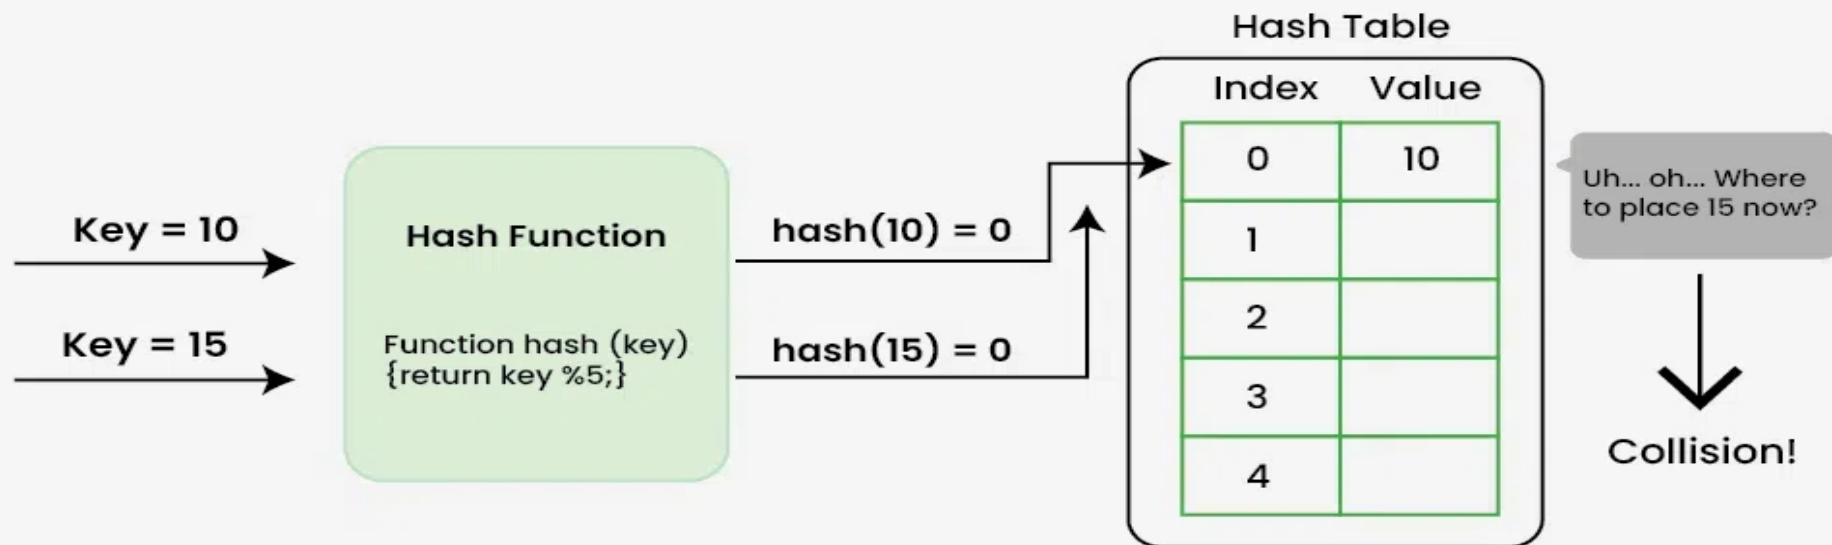 Hash Table
Index Value
Key = 10
Key = 15
Hash Function
Function hash (key)
{return key %5;}
hash(10) = 0
hash(15) = 0
0 10
1
2
3
4
Uh... oh... Where
to place 15 now?
Collision!